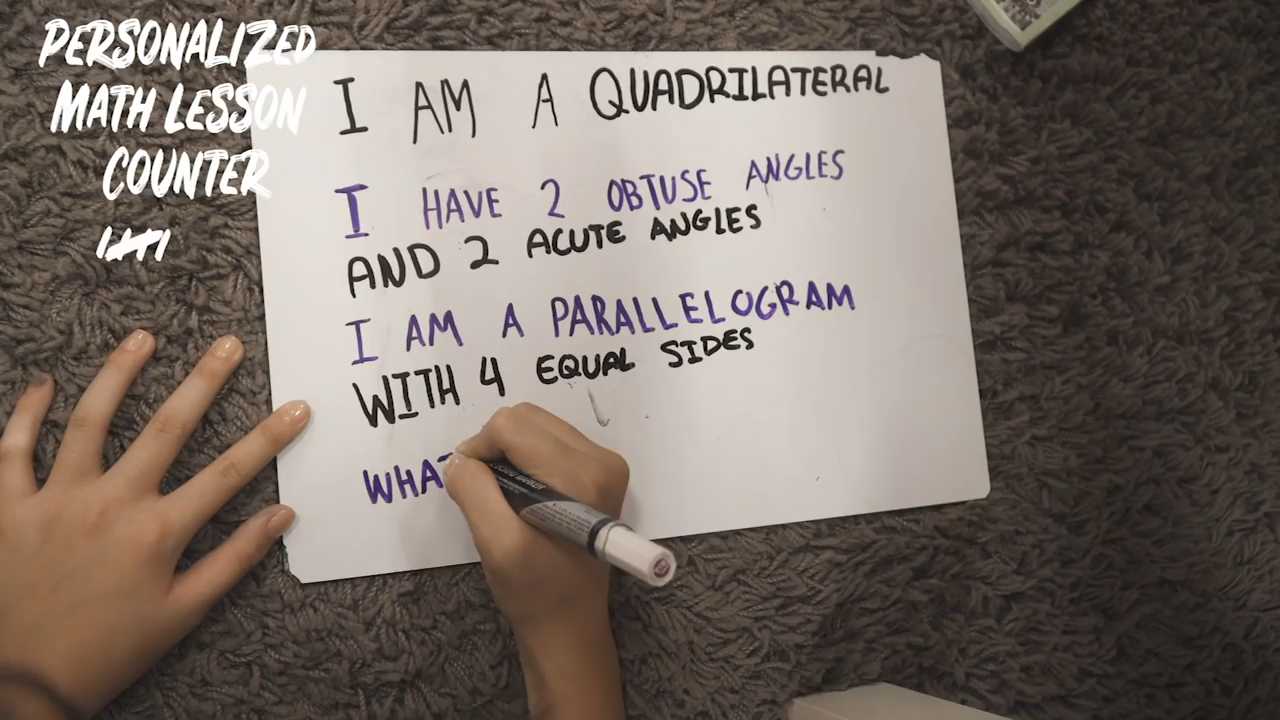 PERSONALIZED
MATH LESSON
COUNTER
I AM A QUADRILATERAL
I HAVE 2 OBTUSE ANGLES
AND 2 ACUTE ANGLES
I AM A PARALLELOGRAM
WITH 4 EQUAL SIDES
WHAT